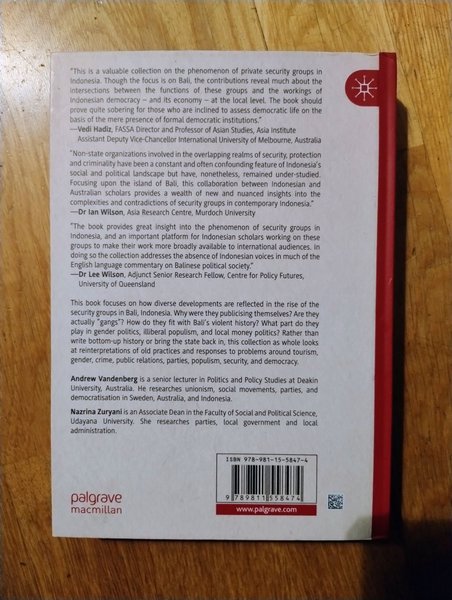 "This is a valuable collection on the phenomenon of private security groups in
Indonesia. Though the focus is on Bali, the contributions reveal much about the
intersections between the functions of these groups and the workings of
Indonesian democracy – and its economy – at the local level. The book should
prove quite sobering for those who are inclined to assess democratic life on the
basis of the mere presence of formal democratic institutions."
—Vedi Hadiz, FASSA Director and Professor of Asian Studies, Asia Institute
Assistant Deputy Vice-Chancellor International University of Melbourne, Australia
"Non-state organizations involved in the overlapping realms of security, protection
and criminality have been a constant and often confounding feature of Indonesia's
social and political landscape but have, nonetheless, remained under-studied.
Focusing upon the island of Bali, this collaboration between Indonesian and
Australian scholars provides a wealth of new and nuanced insights into the
complexities and contradictions of security groups in contemporary Indonesia."
—Dr Ian Wilson, Asia Research Centre, Murdoch University
"The book provides great insight into the phenomenon of security groups in
Indonesia, and an important platform for Indonesian scholars working on these
groups to make their work more broadly available to international audiences. In
doing so the collection addresses the absence of Indonesian voices in much of the
English language commentary on Balinese political society."
—Dr Lee Wilson, Adjunct Senior Research Fellow, Centre for Policy Futures,
University of Queensland
This book focuses on how diverse developments are reflected in the rise of the
security groups in Bali, Indonesia. Why were they publicising themselves? Are they
actually "gangs"? How do they fit with Bali's violent history? What part do they
play in gender politics, illiberal populism, and local money politics? Rather than
write bottom-up history or bring the state back in, this collection as whole looks
at reinterpretations of old practices and responses to problems around tourism,
gender, crime, public relations, parties, populism, security, and democracy.
Andrew Vandenberg is a senior lecturer in Politics and Policy Studies at Deakin
University, Australia. He researches unionism, social movements, parties, and
democratisation in Sweden, Australia, and Indonesia.
Nazrina Zuryani is an Associate Dean in the Faculty of Social and Political Science,
Udayana University. She researches parties, local government and local
administration.
ISBN 978-981-15-5847-4
9 789811 558474
palgrave
macmillan
www.palgrave.com